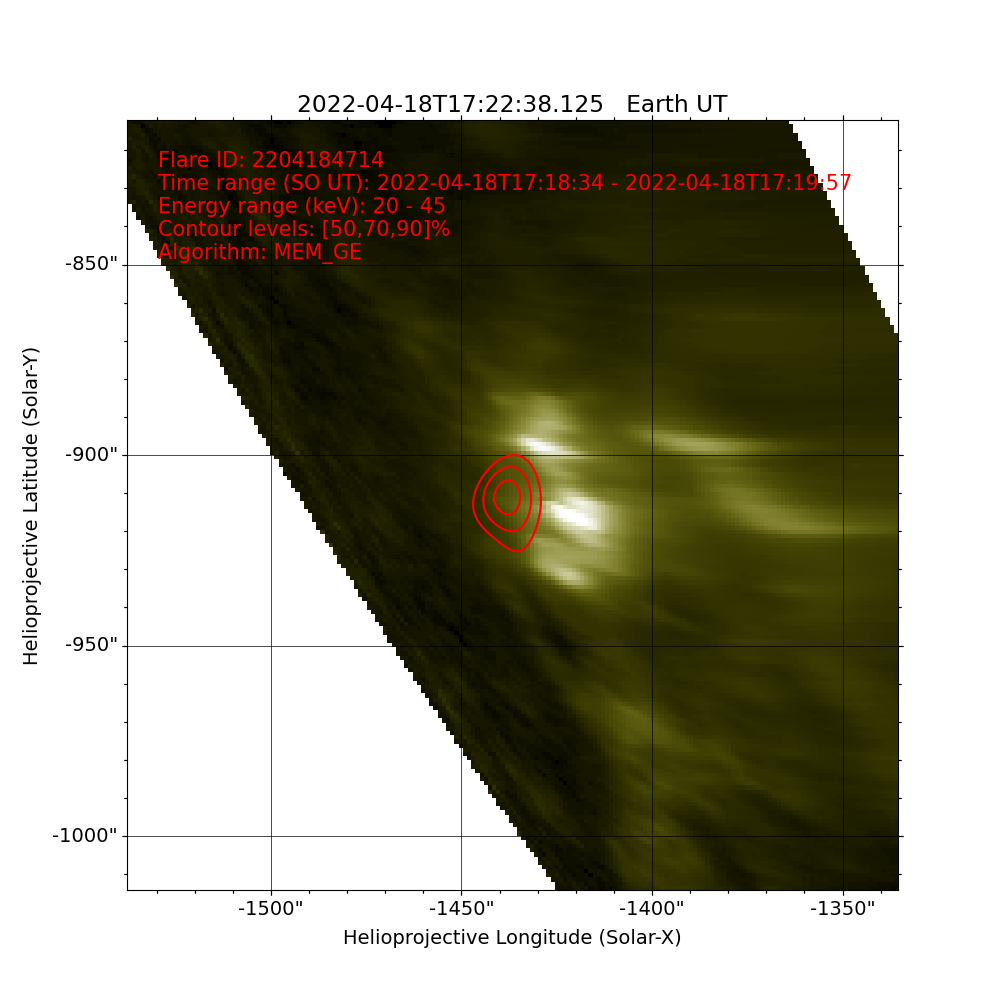 2022-04-18T17:22:38.125 Earth UT
Flare ID: 2204184714
Time range (SO UT): 2022-04-18T17:18:34 - 2022-04-18T17:19:57
Energy range (keV): 20 - 45
Contour levels: [50,70,90]%
Algorithm: MEM_GE
Helioprojective Latitude (Solar-Y)
-850"
-900"
-950"
-1000"
-1500"
-1450"
-1400"
-1350"
Helioprojective Longitude (Solar-X)